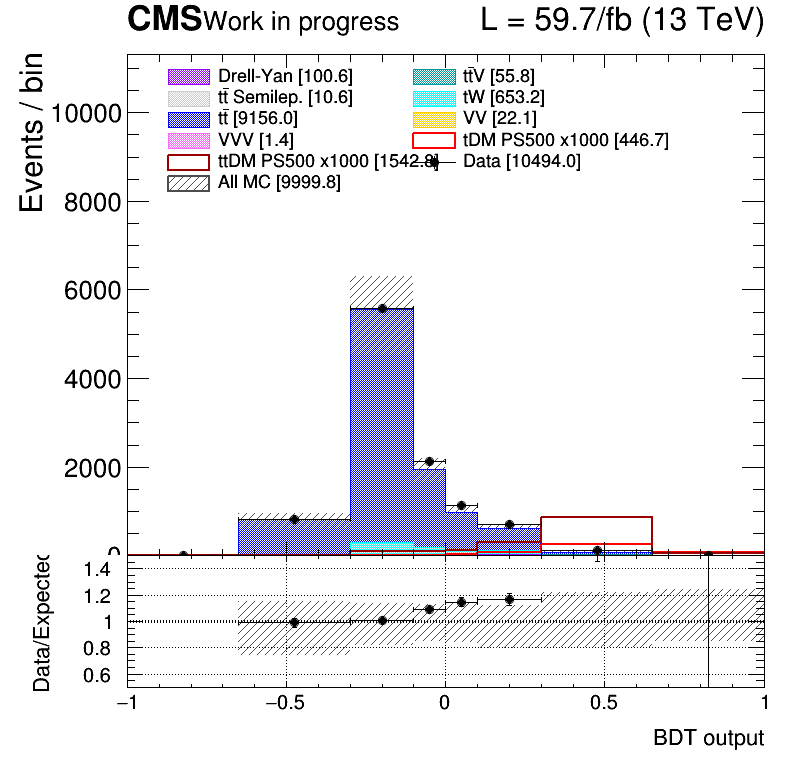 CMS Work in progress L = 59.7/fb (13 TeV)
Events / bin
Drell-Yan [100.6] tt̄V [55.8]
tt̄ Semilep. [10.6] tW [653.2]
tt̄ [9156.0] VV [22.1]
VVV [1.4] tDM PS500 x1000 [446.7]
ttDM PS500 x1000 [1542.8] Data [10494.0]
All MC [9999.8]
10000
8000
6000
4000
2000
0
Data/Expected
1.4
1.2
1
0.8
0.6
−1 −0.5 0 0.5 1
BDT output